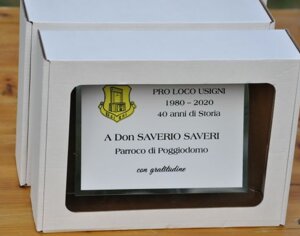 PRO LOCO USIGNI
1980 - 2020
40 anni di Storia
A DON SAVERIO SAVERI
Parroco di Poggiodomo
con gratitudine